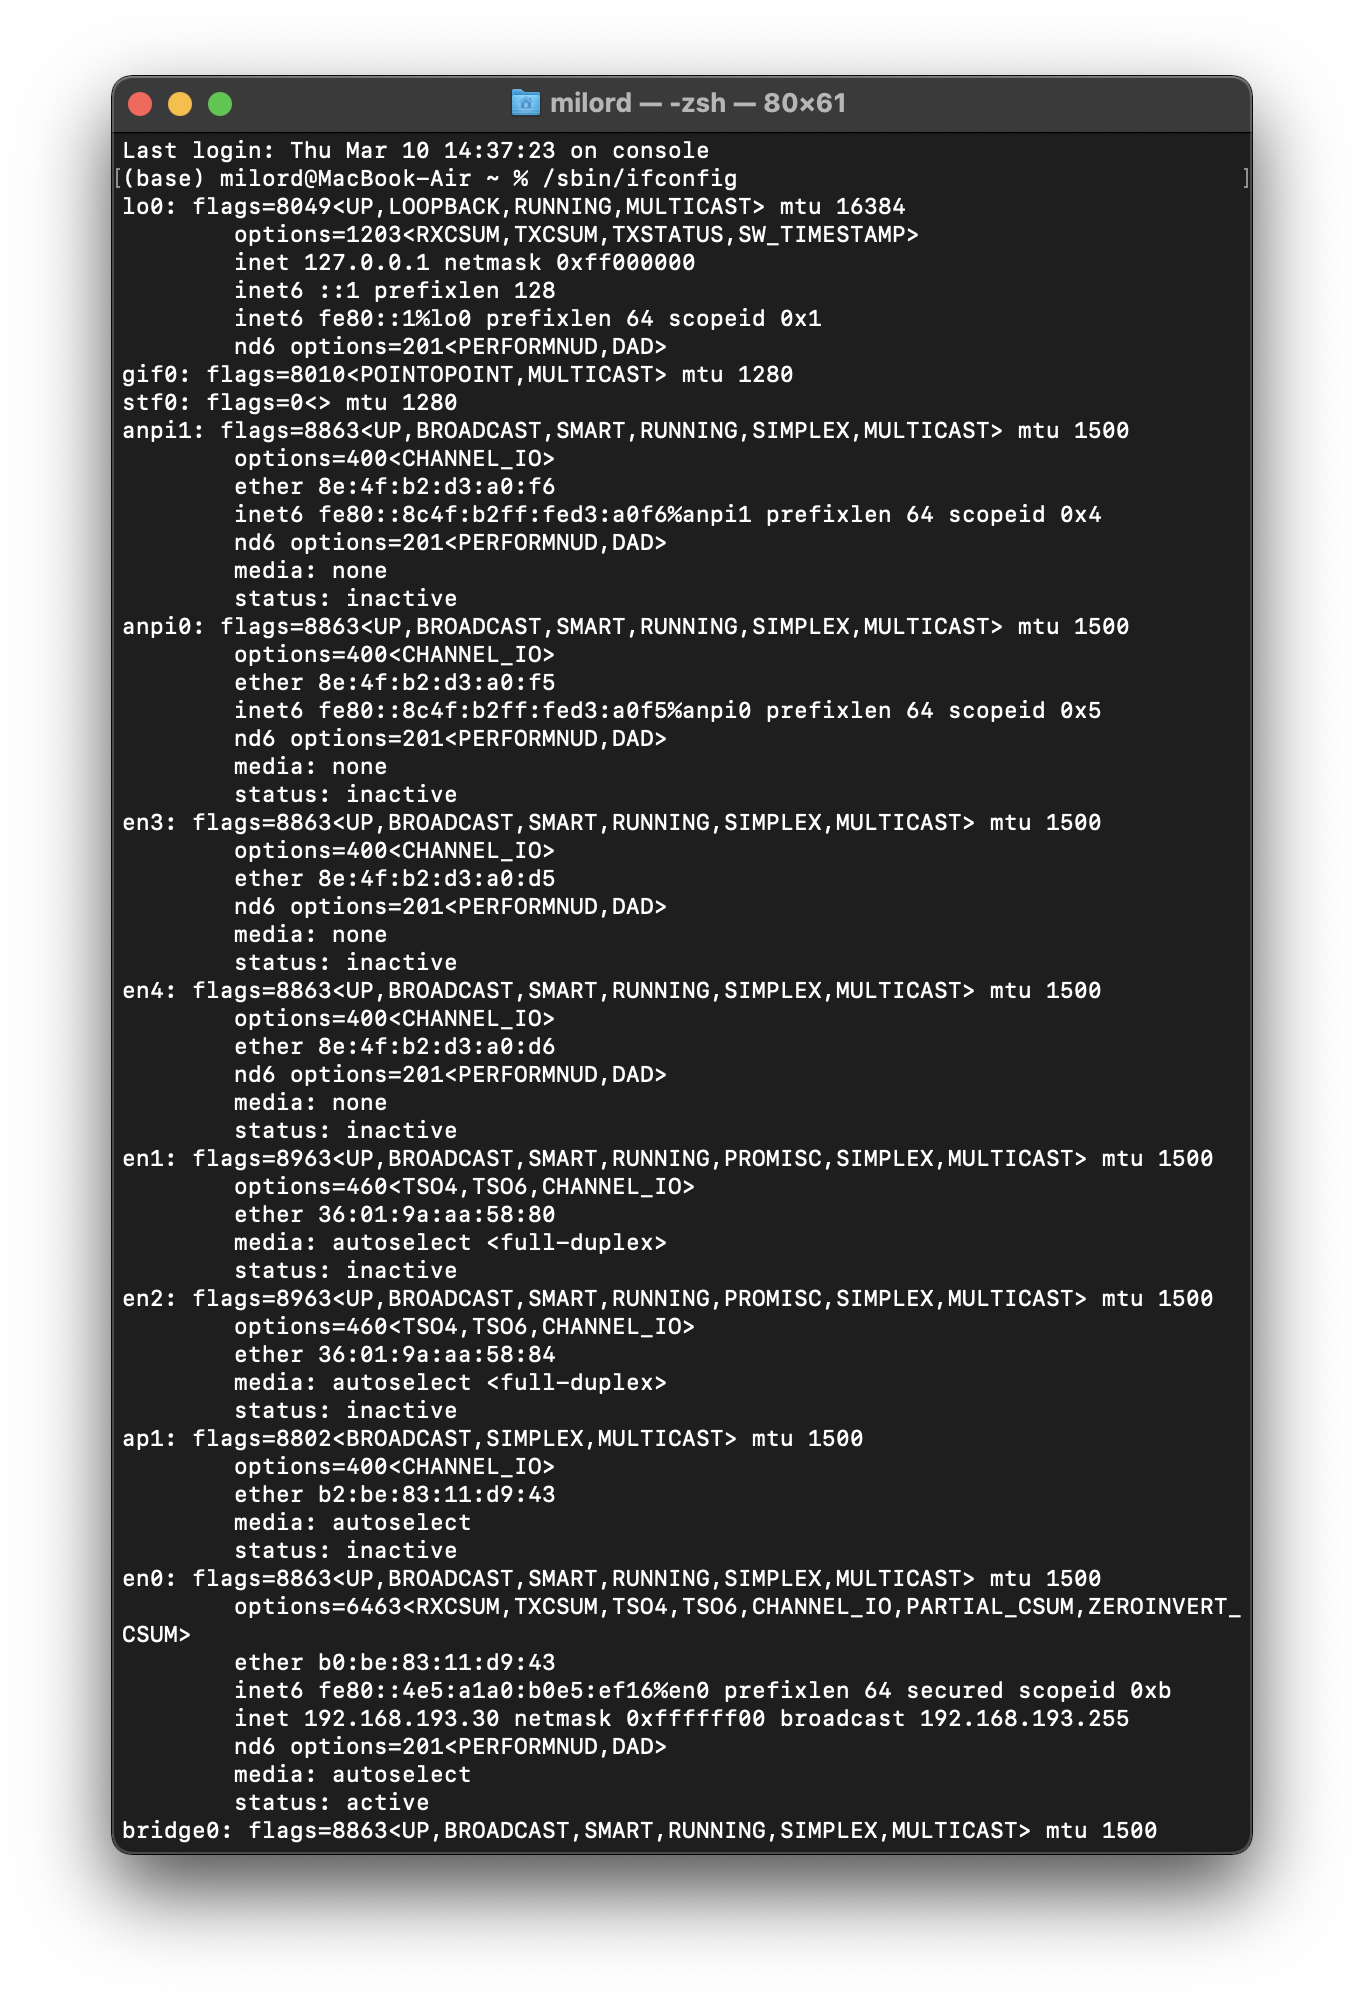 milord — -zsh — 80×61
Last login: Thu Mar 10 14:37:23 on console
[(base) milord@MacBook-Air ~ % /sbin/ifconfig ]
lo0: flags=8049<UP,LOOPBACK,RUNNING,MULTICAST> mtu 16384
options=1203<RXCSUM,TXCSUM,TXSTATUS,SW_TIMESTAMP>
inet 127.0.0.1 netmask 0xff000000
inet6 ::1 prefixlen 128
inet6 fe80::1%lo0 prefixlen 64 scopeid 0x1
nd6 options=201<PERFORMNUD,DAD>
gif0: flags=8010<POINTOPOINT,MULTICAST> mtu 1280
stf0: flags=0<> mtu 1280
anpi1: flags=8863<UP,BROADCAST,SMART,RUNNING,SIMPLEX,MULTICAST> mtu 1500
options=400<CHANNEL_IO>
ether 8e:4f:b2:d3:a0:f6
inet6 fe80::8c4f:b2ff:fed3:a0f6%anpi1 prefixlen 64 scopeid 0x4
nd6 options=201<PERFORMNUD,DAD>
media: none
status: inactive
anpi0: flags=8863<UP,BROADCAST,SMART,RUNNING,SIMPLEX,MULTICAST> mtu 1500
options=400<CHANNEL_IO>
ether 8e:4f:b2:d3:a0:f5
inet6 fe80::8c4f:b2ff:fed3:a0f5%anpi0 prefixlen 64 scopeid 0x5
nd6 options=201<PERFORMNUD,DAD>
media: none
status: inactive
en3: flags=8863<UP,BROADCAST,SMART,RUNNING,SIMPLEX,MULTICAST> mtu 1500
options=400<CHANNEL_IO>
ether 8e:4f:b2:d3:a0:d5
nd6 options=201<PERFORMNUD,DAD>
media: none
status: inactive
en4: flags=8863<UP,BROADCAST,SMART,RUNNING,SIMPLEX,MULTICAST> mtu 1500
options=400<CHANNEL_IO>
ether 8e:4f:b2:d3:a0:d6
nd6 options=201<PERFORMNUD,DAD>
media: none
status: inactive
en1: flags=8963<UP,BROADCAST,SMART,RUNNING,PROMISC,SIMPLEX,MULTICAST> mtu 1500
options=460<TSO4,TSO6,CHANNEL_IO>
ether 36:01:9a:aa:58:80
media: autoselect <full-duplex>
status: inactive
en2: flags=8963<UP,BROADCAST,SMART,RUNNING,PROMISC,SIMPLEX,MULTICAST> mtu 1500
options=460<TSO4,TSO6,CHANNEL_IO>
ether 36:01:9a:aa:58:84
media: autoselect <full-duplex>
status: inactive
ap1: flags=8802<BROADCAST,SIMPLEX,MULTICAST> mtu 1500
options=400<CHANNEL_IO>
ether b2:be:83:11:d9:43
media: autoselect
status: inactive
en0: flags=8863<UP,BROADCAST,SMART,RUNNING,SIMPLEX,MULTICAST> mtu 1500
options=6463<RXCSUM,TXCSUM,TSO4,TSO6,CHANNEL_IO,PARTIAL_CSUM,ZEROINVERT_
CSUM>
ether b0:be:83:11:d9:43
inet6 fe80::4e5:a1a0:b0e5:ef16%en0 prefixlen 64 secured scopeid 0xb
inet 192.168.193.30 netmask 0xffffff00 broadcast 192.168.193.255
nd6 options=201<PERFORMNUD,DAD>
media: autoselect
status: active
bridge0: flags=8863<UP,BROADCAST,SMART,RUNNING,SIMPLEX,MULTICAST> mtu 1500